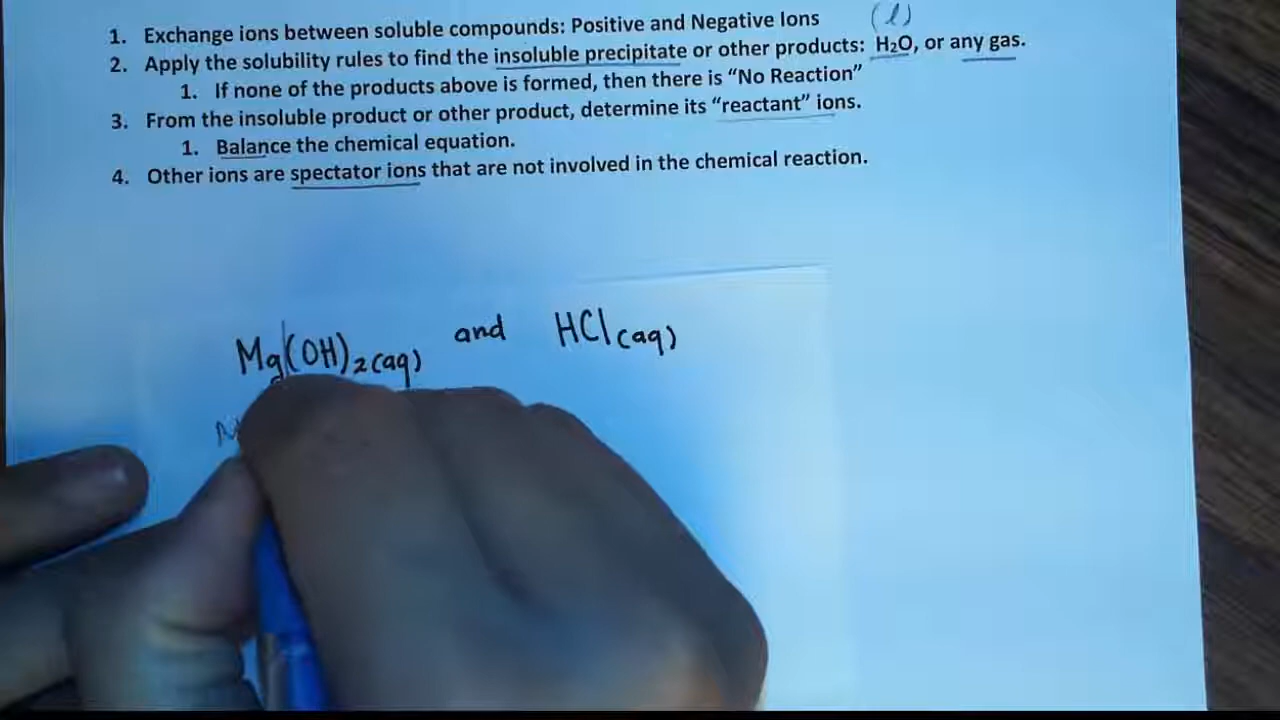 1. Exchange ions between soluble compounds: Positive and Negative Ions (l)
2. Apply the solubility rules to find the insoluble precipitate or other products: H₂O, or any gas.
1. If none of the products above is formed, then there is “No Reaction”
3. From the insoluble product or other product, determine its “reactant” ions.
1. Balance the chemical equation.
4. Other ions are spectator ions that are not involved in the chemical reaction.
Mg(OH)₂(aq) and HCl(aq)